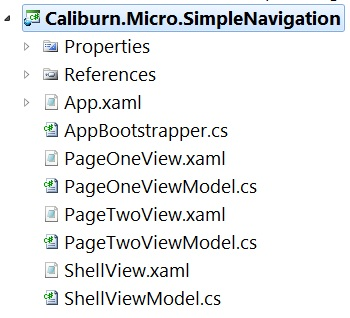 Caliburn.Micro.SimpleNavigation
Properties
References
App.xaml
AppBootstrapper.cs
PageOneView.xaml
PageOneViewModel.cs
PageTwoView.xaml
PageTwoViewModel.cs
ShellView.xaml
ShellViewModel.cs